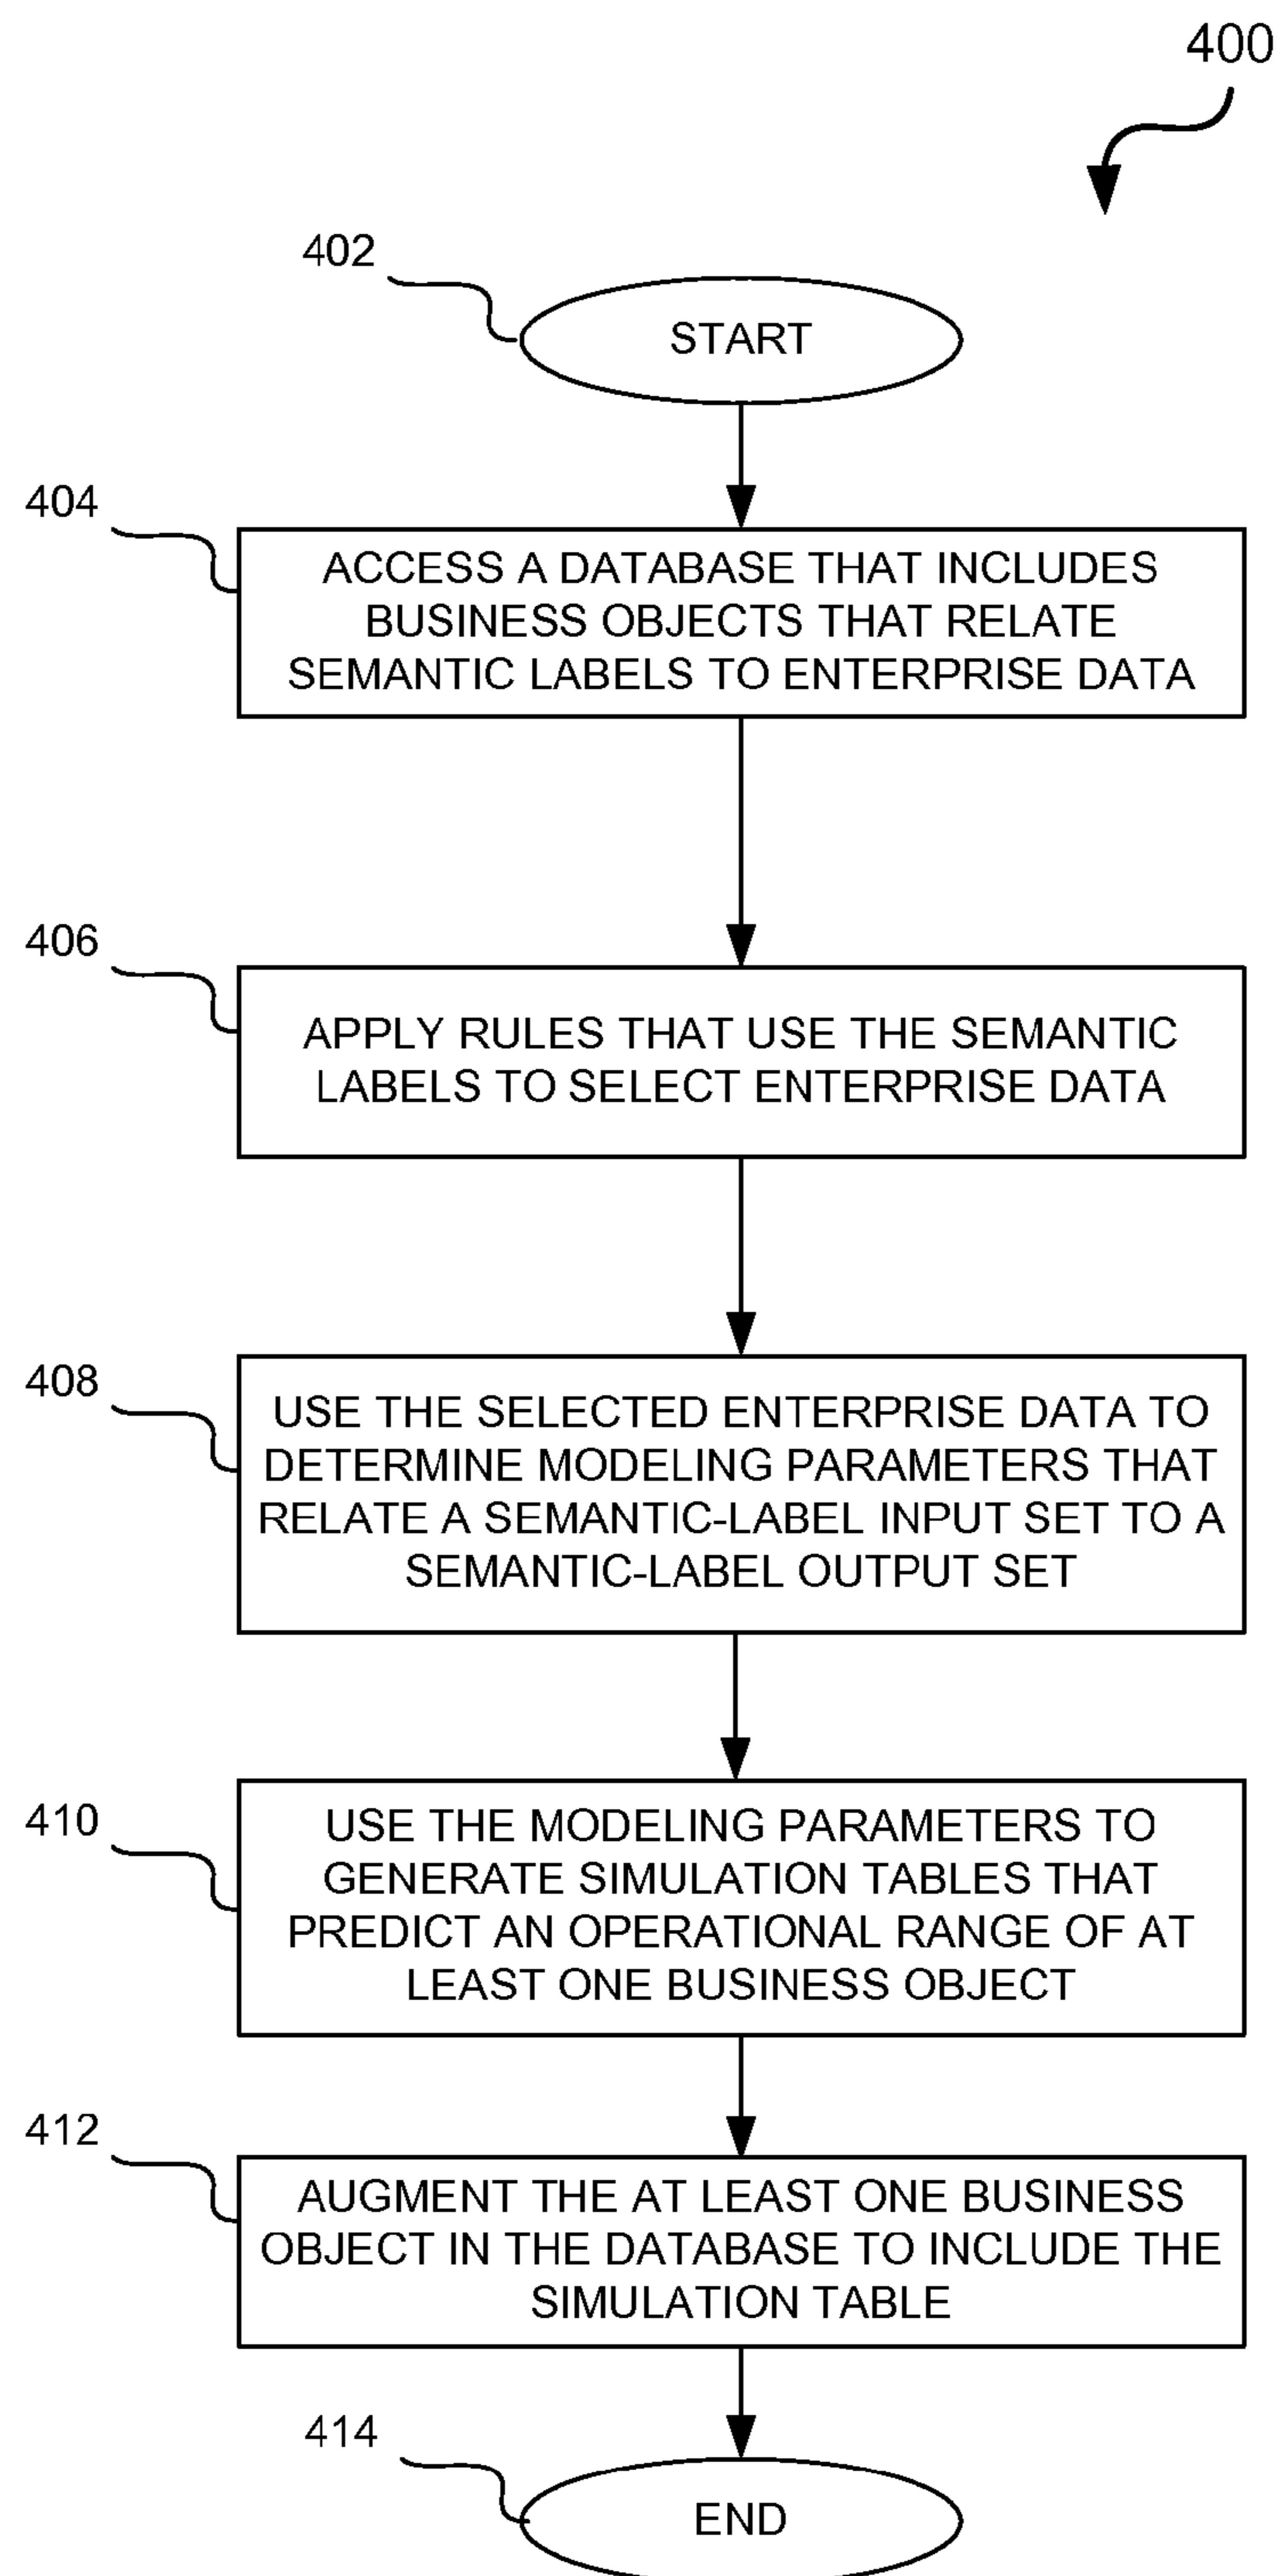 400
402
START
404
ACCESS A DATABASE THAT INCLUDES
BUSINESS OBJECTS THAT RELATE
SEMANTIC LABELS TO ENTERPRISE DATA
406
APPLY RULES THAT USE THE SEMANTIC
LABELS TO SELECT ENTERPRISE DATA
408
USE THE SELECTED ENTERPRISE DATA TO
DETERMINE MODELING PARAMETERS THAT
RELATE A SEMANTIC-LABEL INPUT SET TO A
SEMANTIC-LABEL OUTPUT SET
410
USE THE MODELING PARAMETERS TO
GENERATE SIMULATION TABLES THAT
PREDICT AN OPERATIONAL RANGE OF AT
LEAST ONE BUSINESS OBJECT
412
AUGMENT THE AT LEAST ONE BUSINESS
OBJECT IN THE DATABASE TO INCLUDE THE
SIMULATION TABLE
414
END